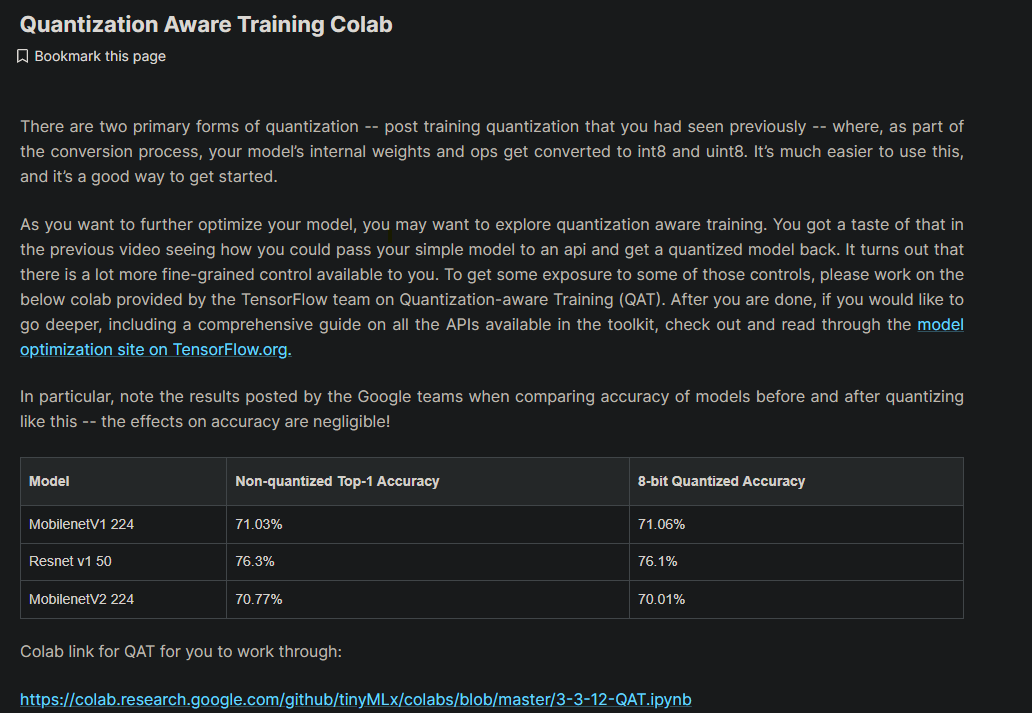 Quantization Aware Training Colab
Bookmark this page
There are two primary forms of quantization -- post training quantization that you had seen previously -- where, as part of
the conversion process, your model’s internal weights and ops get converted to int8 and uint8. It’s much easier to use this,
and it’s a good way to get started.
As you want to further optimize your model, you may want to explore quantization aware training. You got a taste of that in
the previous video seeing how you could pass your simple model to an api and get a quantized model back. It turns out that
there is a lot more fine-grained control available to you. To get some exposure to some of those controls, please work on the
below colab provided by the TensorFlow team on Quantization-aware Training (QAT). After you are done, if you would like to
go deeper, including a comprehensive guide on all the APIs available in the toolkit, check out and read through the model
optimization site on TensorFlow.org.
In particular, note the results posted by the Google teams when comparing accuracy of models before and after quantizing
like this -- the effects on accuracy are negligible!
Model Non-quantized Top-1 Accuracy 8-bit Quantized Accuracy
MobilenetV1 224 71.03% 71.06%
Resnet v1 50 76.3% 76.1%
MobilenetV2 224 70.77% 70.01%
Colab link for QAT for you to work through:
https://colab.research.google.com/github/tinyMLx/colabs/blob/master/3-3-12-QAT.ipynb